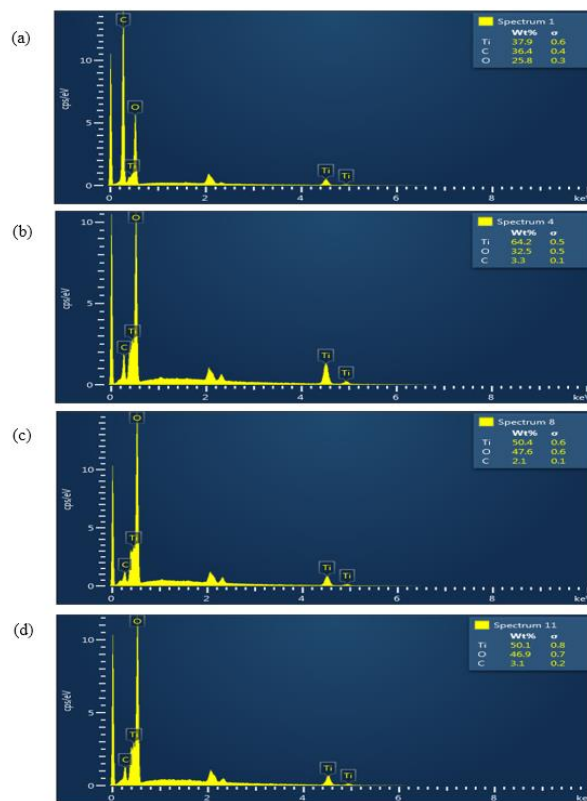 (a)
Spectrum 1
Wt% σ
Ti 37.9 0.6
C 36.4 0.4
O 25.8 0.3
C
O
Ti
Ti
Ti
cps/eV
10
5
0
0 2 4 6 8 keV
(b)
Spectrum 4
Wt% σ
Ti 64.2 0.5
O 32.5 0.5
C 3.3 0.1
O
Ti
C
Ti
Ti
cps/eV
10
5
0
0 2 4 6 8 keV
(c)
Spectrum 8
Wt% σ
Ti 50.4 0.6
O 47.6 0.6
C 2.1 0.1
O
Ti
C
Ti
Ti
cps/eV
10
5
0
0 2 4 6 8 keV
(d)
Spectrum 11
Wt% σ
Ti 50.1 0.8
O 46.9 0.7
C 3.1 0.2
O
Ti
C
Ti
Ti
cps/eV
10
5
0
0 2 4 6 8